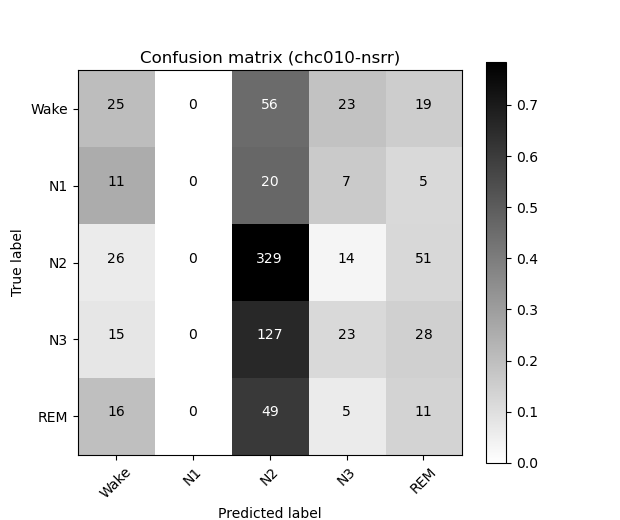 Confusion matrix (chc010-nsrr)
True label
Wake 25 0 56 23 19
N1 11 0 20 7 5
N2 26 0 329 14 51
N3 15 0 127 23 28
REM 16 0 49 5 11
Wake N1 N2 N3 REM
Predicted label
0.7
0.6
0.5
0.4
0.3
0.2
0.1
0.0